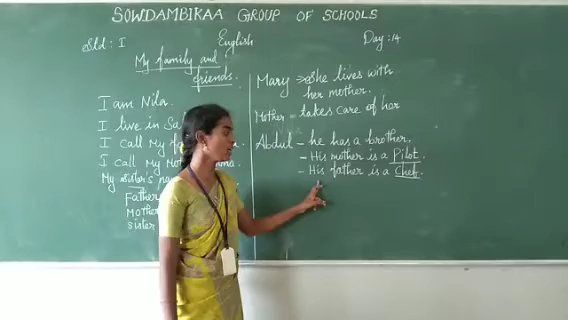 SOWDAMBIKAA GROUP OF SCHOOLS
Std : I
English
Day : 14
My family and
friends.
I am Nila.
I live in
I call my
I call my
My sister's
Father
Mother
sister
Mary → She lives with
her mother.
Mother = takes care of her
Abdul – he has a brother.
– His mother is a Pilot.
– His father is a Chef.